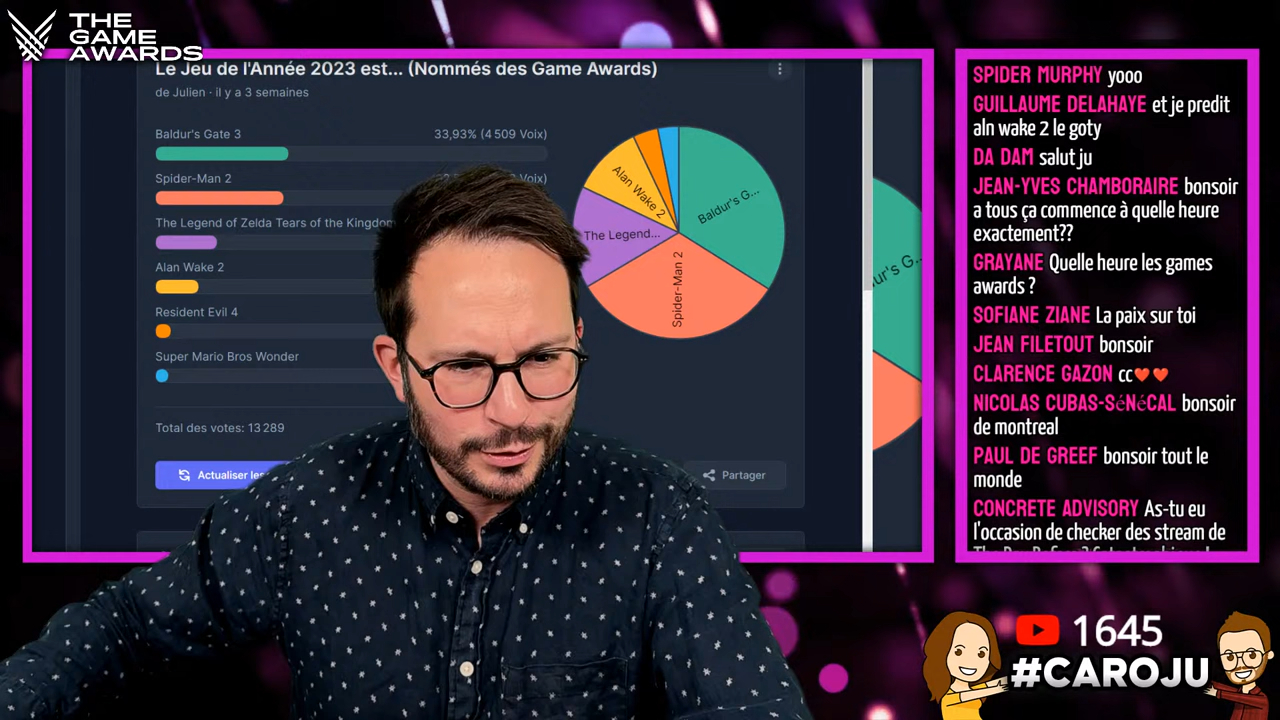 THE
GAME
AWARDS
Le Jeu de l'Année 2023 est... (Nommés des Game Awards)
de Julien · il y a 3 semaines
Baldur's Gate 3
33,93% (4 509 Voix)
Spider-Man 2
Voix)
The Legend of Zelda Tears of the Kingdom
Alan Wake 2
Resident Evil 4
Super Mario Bros Wonder
Total des votes: 13 289
Actualiser les
Partager
Baldur's G...
Spider-Man 2
The Legend...
Alan Wake 2
ur's G...
SPIDER MURPHY yooo
GUILLAUME DELAHAYE et je predit
aln wake 2 le goty
DA DAM salut ju
JEAN-YVES CHAMBORAIRE bonsoir
a tous ça commence à quelle heure
exactement??
GRAYANE Quelle heure les games
awards ?
SOFIANE ZIANE La paix sur toi
JEAN FILETOUT bonsoir
CLARENCE GAZON cc❤️❤️
NICOLAS CUBAS-SéNéCAL bonsoir
de montreal
PAUL DE GREEF bonsoir tout le
monde
CONCRETE ADVISORY As-tu eu
l'occasion de checker des stream de
1645
#CAROJU